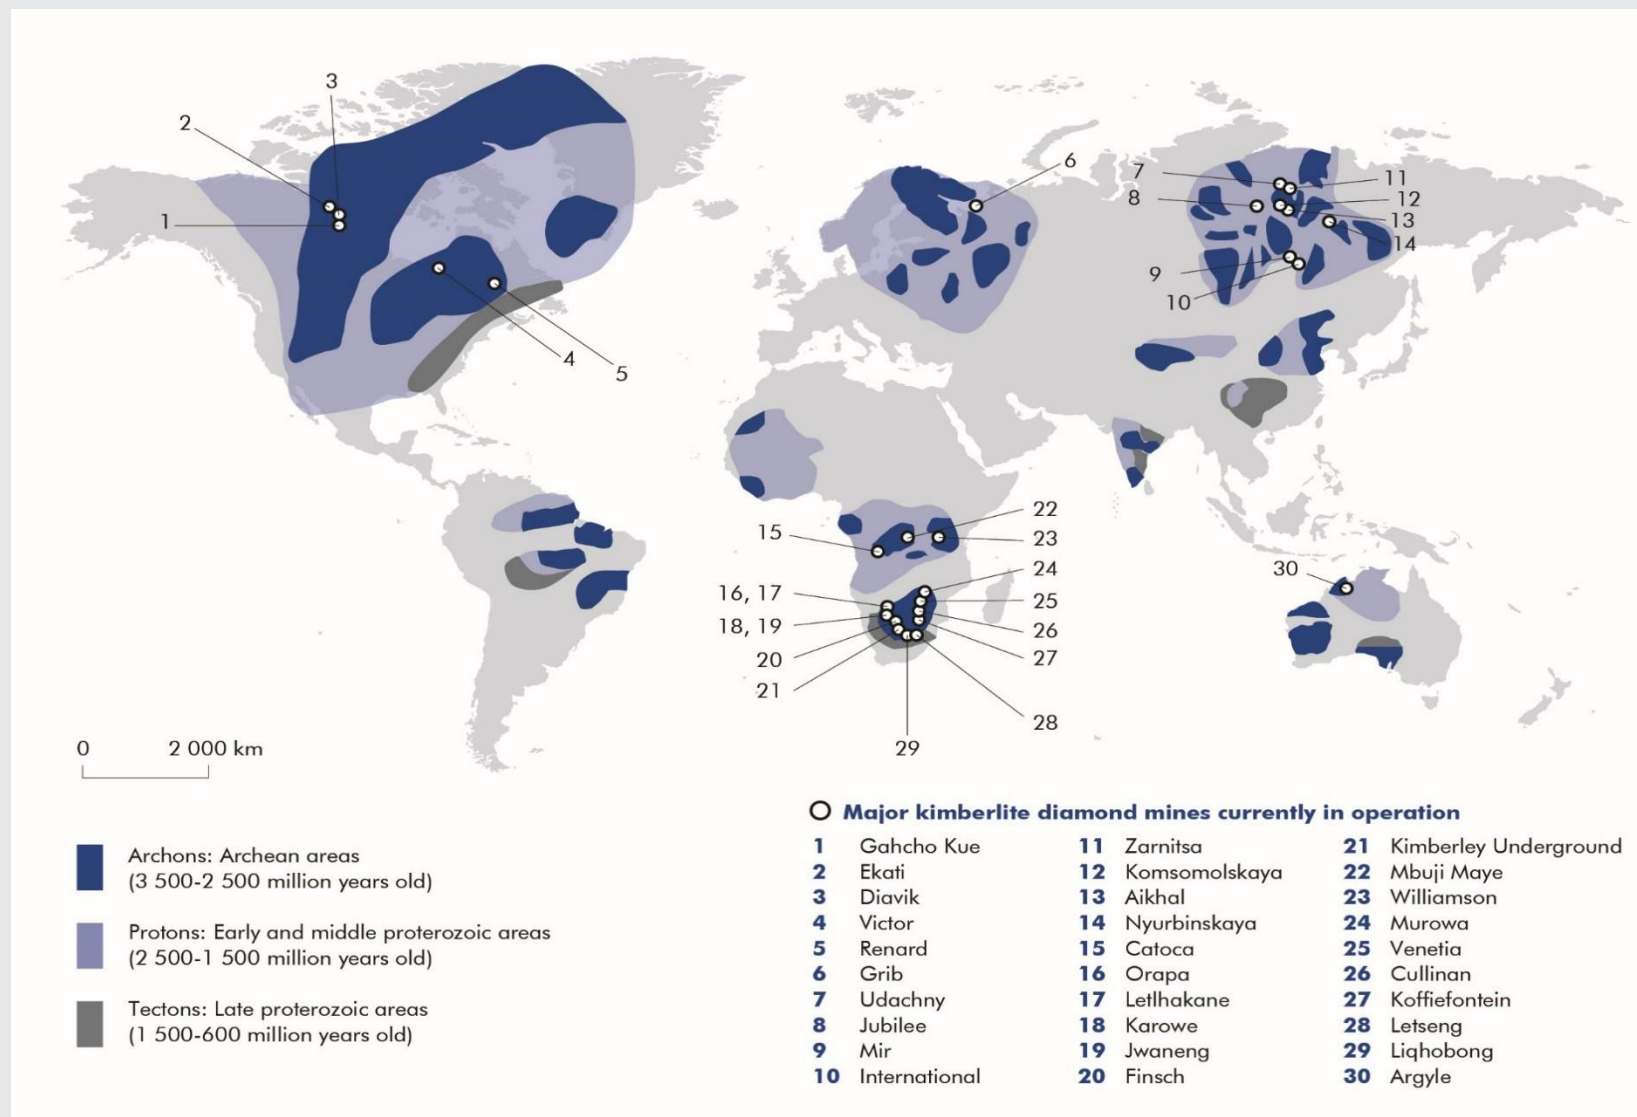 3
2
1
4
5
6
7
8
9
10
11
12
13
14
15
16, 17
18, 19
20
21
22
23
24
25
26
27
28
29
30
0 2 000 km
Archons: Archean areas
(3 500-2 500 million years old)
Protons: Early and middle proterozoic areas
(2 500-1 500 million years old)
Tectons: Late proterozoic areas
(1 500-600 million years old)
Major kimberlite diamond mines currently in operation
1 Gahcho Kue
2 Ekati
3 Diavik
4 Victor
5 Renard
6 Grib
7 Udachny
8 Jubilee
9 Mir
10 International
11 Zarnitsa
12 Komsomolskaya
13 Aikhal
14 Nyurbinskaya
15 Catoca
16 Orapa
17 Letlhakane
18 Karowe
19 Jwaneng
20 Finsch
21 Kimberley Underground
22 Mbuji Maye
23 Williamson
24 Murowa
25 Venetia
26 Cullinan
27 Koffiefontein
28 Letseng
29 Liqhobong
30 Argyle